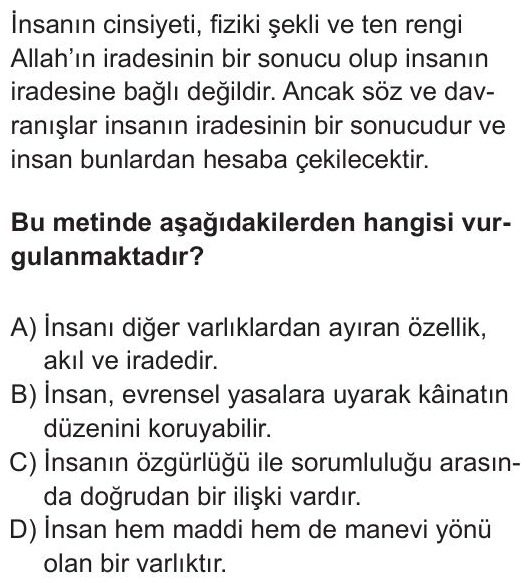 İnsanın cinsiyeti, fiziki şekli ve ten rengi
Allah'ın iradesinin bir sonucu olup insanın
iradesine bağlı değildir. Ancak söz ve dav-
ranışlar insanın iradesinin bir sonucudur ve
insan bunlardan hesaba çekilecektir.
Bu metinde aşağıdakilerden hangisi vur-
gulanmaktadır?
A) İnsanı diğer varlıklardan ayıran özellik,
akıl ve iradedir.
B) İnsan, evrensel yasalara uyarak kâinatın
düzenini koruyabilir.
C) İnsanın özgürlüğü ile sorumluluğu arasın-
da doğrudan bir ilişki vardır.
D) İnsan hem maddi hem de manevi yönü
olan bir varlıktır.